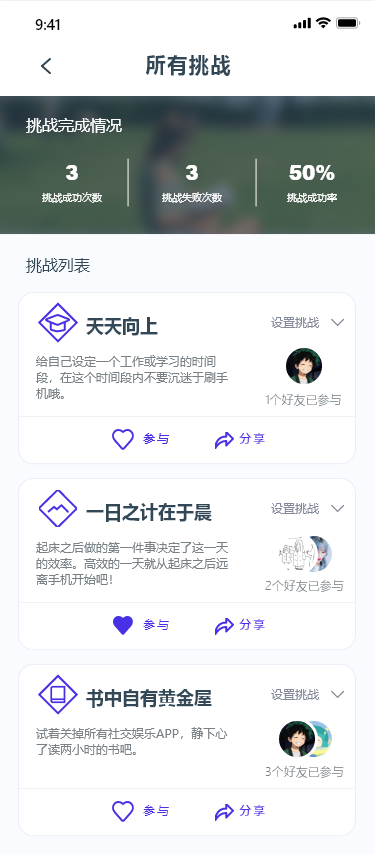 9:41
所有挑战
挑战完成情况
3
3
50%
挑战成功次数
挑战失败次数
挑战成功率
挑战列表
天天向上
设置挑战
给自己设定一个工作或学习的时间
段，在这个时间段内不要沉迷于刷手
机哦。
1个好友已参与
参与
分享
一日之计在于晨
设置挑战
起床之后做的第一件事决定了这一天
的效率。高效的一天就从起床之后远
离手机开始吧！
2个好友已参与
参与
分享
书中自有黄金屋
设置挑战
试着关掉所有社交娱乐APP，静下心
了读两小时的书吧。
3个好友已参与
参与
分享